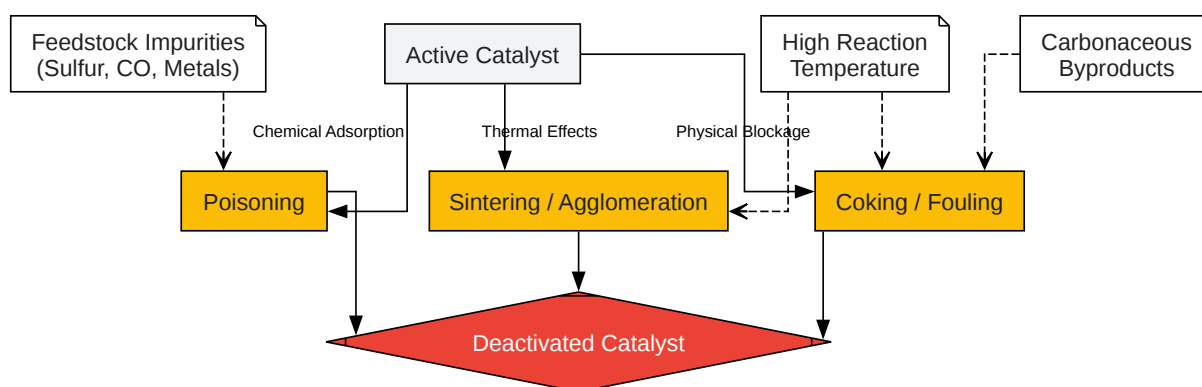 Feedstock Impurities
(Sulfur, CO, Metals)
Active Catalyst
High Reaction
Temperature
Carbonaceous
Byproducts
Chemical Adsorption
Thermal Effects
Physical Blockage
Poisoning
Sintering / Agglomeration
Coking / Fouling
Deactivated Catalyst